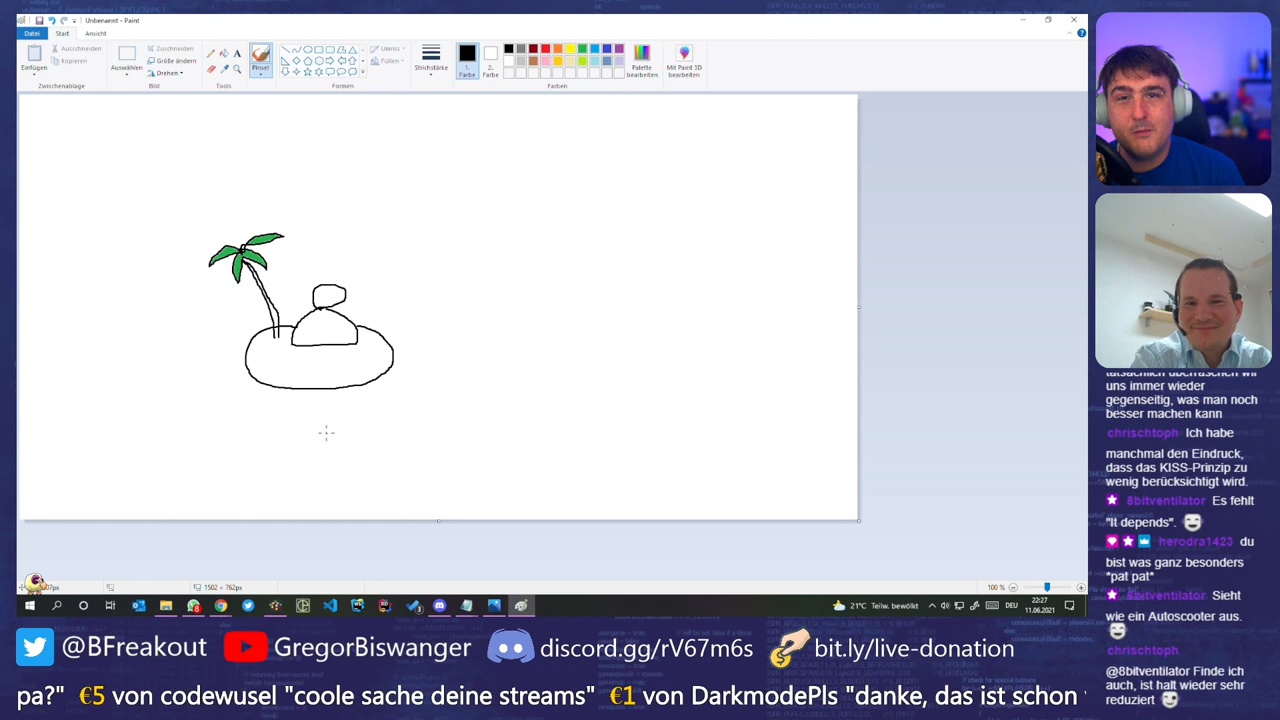 Unbenannt - Paint
Datei Start Ansicht
Einfügen
Ausschneiden
Kopieren
Zwischenablage
Auswählen
Zuschneiden
Größe ändern
Drehen
Bild
Tools
Pinsel
Formen
Umriss
Füllen
Strichstärke
1. Farbe
2. Farbe
Palette bearbeiten
Mit Paint 3D bearbeiten
Farben
1502 × 762px
100 %
21°C Teilw. bewölkt
DEU
22:27
11.06.2021
tatsächlich überraschen wir
uns immer wieder
gegenseitig, was man noch
besser machen kann
chrischtoph Ich habe
manchmal den Eindruck,
dass das KISS-Prinzip zu
wenig berücksichtigt wird.
8bitventilator Es fehlt
"It depends".
herodra1423 du
bist was ganz besonders
*pat pat*
8bitventilator Sieht
wie ein Autoscooter aus.
chrischtoph
@8bitventilator Finde ich
auch, ist halt wieder sehr
reduziert
@BFreakout GregorBiswanger discord.gg/rV67m6s bit.ly/live-donation
pa?" €5 von codewusel "coole sache deine streams" €1 von DarkmodePls "danke, das ist schon